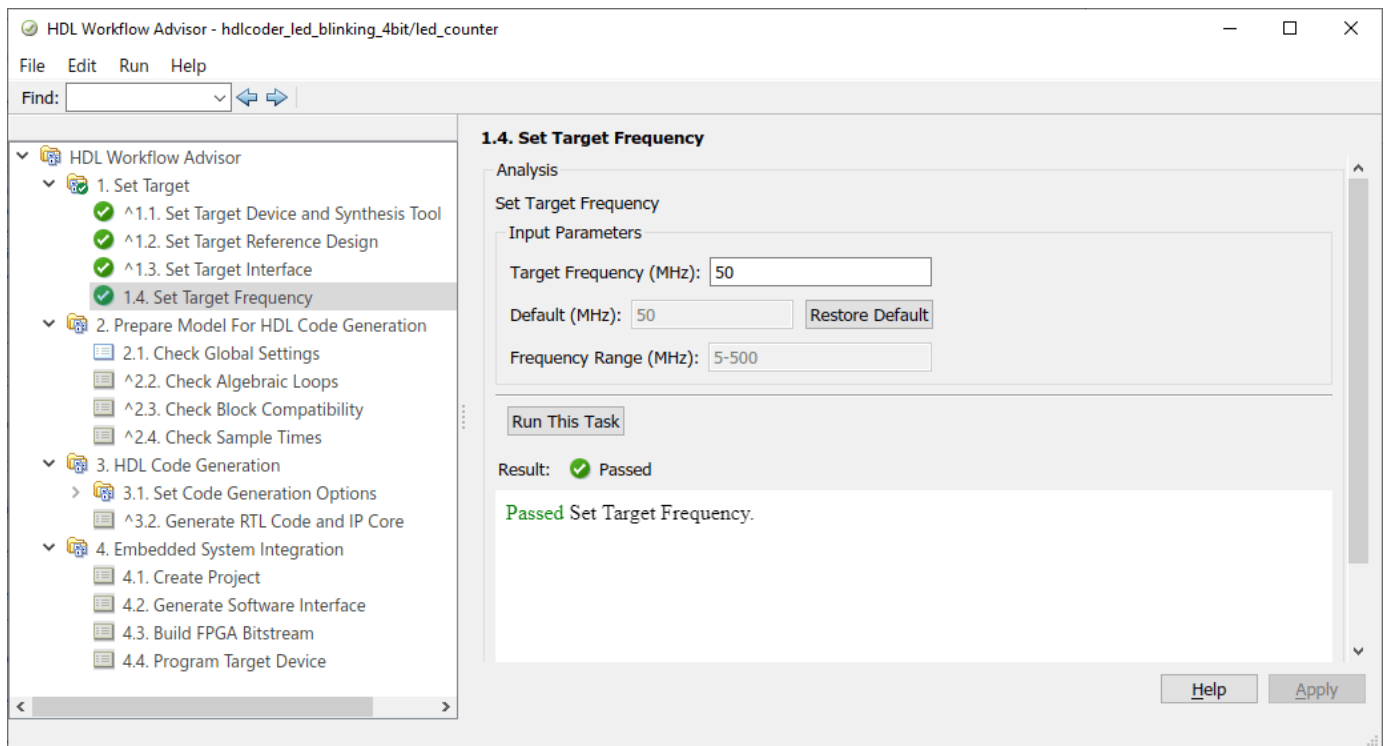 HDL Workflow Advisor - hdlcoder_led_blinking_4bit/led_counter
File Edit Run Help
Find:
HDL Workflow Advisor
1. Set Target
^1.1. Set Target Device and Synthesis Tool
^1.2. Set Target Reference Design
^1.3. Set Target Interface
1.4. Set Target Frequency
2. Prepare Model For HDL Code Generation
2.1. Check Global Settings
^2.2. Check Algebraic Loops
^2.3. Check Block Compatibility
^2.4. Check Sample Times
3. HDL Code Generation
3.1. Set Code Generation Options
^3.2. Generate RTL Code and IP Core
4. Embedded System Integration
4.1. Create Project
4.2. Generate Software Interface
4.3. Build FPGA Bitstream
4.4. Program Target Device
1.4. Set Target Frequency
Analysis
Set Target Frequency
Input Parameters
Target Frequency (MHz): 50
Default (MHz): 50 Restore Default
Frequency Range (MHz): 5-500
Run This Task
Result: Passed
Passed Set Target Frequency.
Help Apply